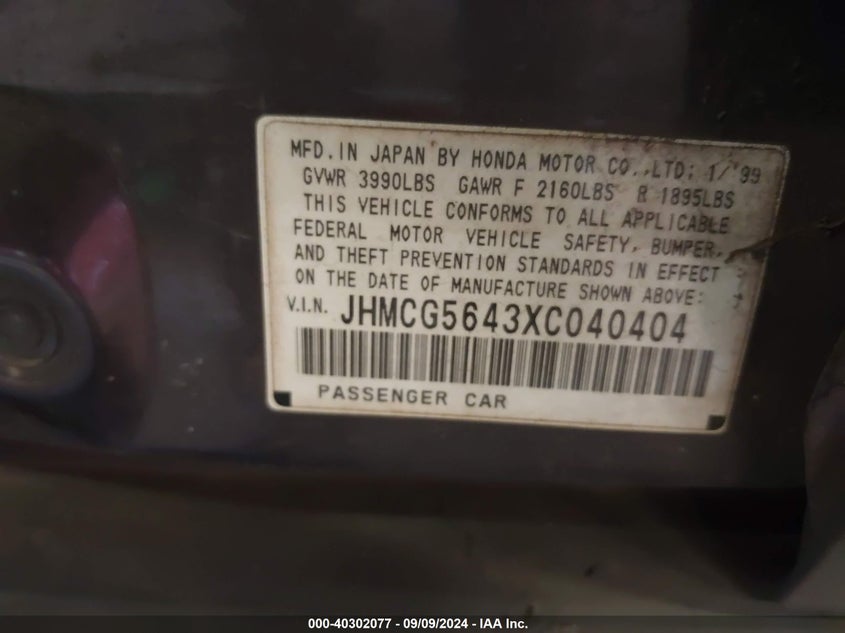 MFD. IN JAPAN BY HONDA MOTOR CO., LTD: 1/'99
GVWR 3990LBS GAWR F 2160LBS R 1895LBS
THIS VEHICLE CONFORMS TO ALL APPLICABLE
FEDERAL MOTOR VEHICLE SAFETY, BUMPER,
AND THEFT PREVENTION STANDARDS IN EFFECT
ON THE DATE OF MANUFACTURE SHOWN ABOVE:
V.I.N. JHMCG5643XC040404
PASSENGER CAR
000-40302077 - 09/09/2024 - IAA Inc.